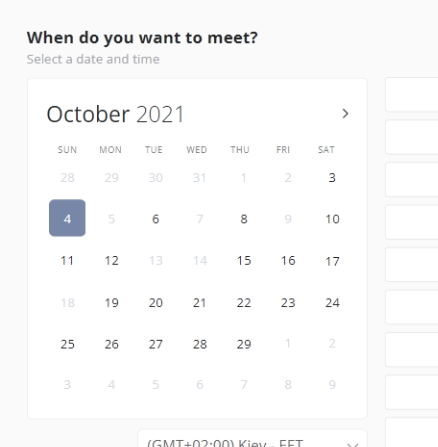 When do you want to meet?
Select a date and time
October 2021
SUN MON TUE WED THU FRI SAT
28 29 30 31 1 2 3
4 5 6 7 8 9 10
11 12 13 14 15 16 17
18 19 20 21 22 23 24
25 26 27 28 29 1 2
3 4 5 6 7 8 9
(GMT+02:00) Kiev - EET